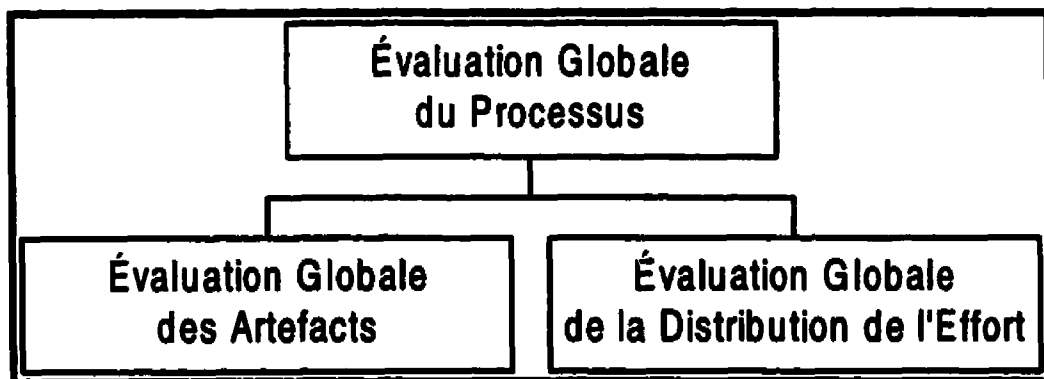 Évaluation Globale
du Processus
Évaluation Globale
des Artefacts
Évaluation Globale
de la Distribution de l'Effort